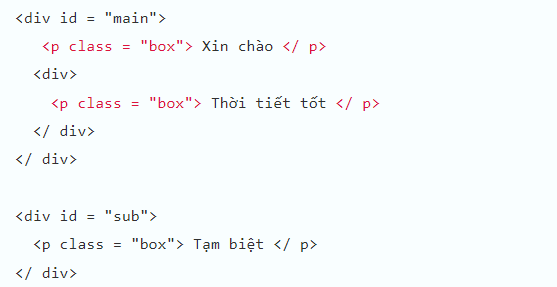 <div id = "main">
<p class = "box"> Xin chào </ p>
<div>
<p class = "box"> Thời tiết tốt </ p>
</ div>
</ div>
<div id = "sub">
<p class = "box"> Tạm biệt </ p>
</ div>